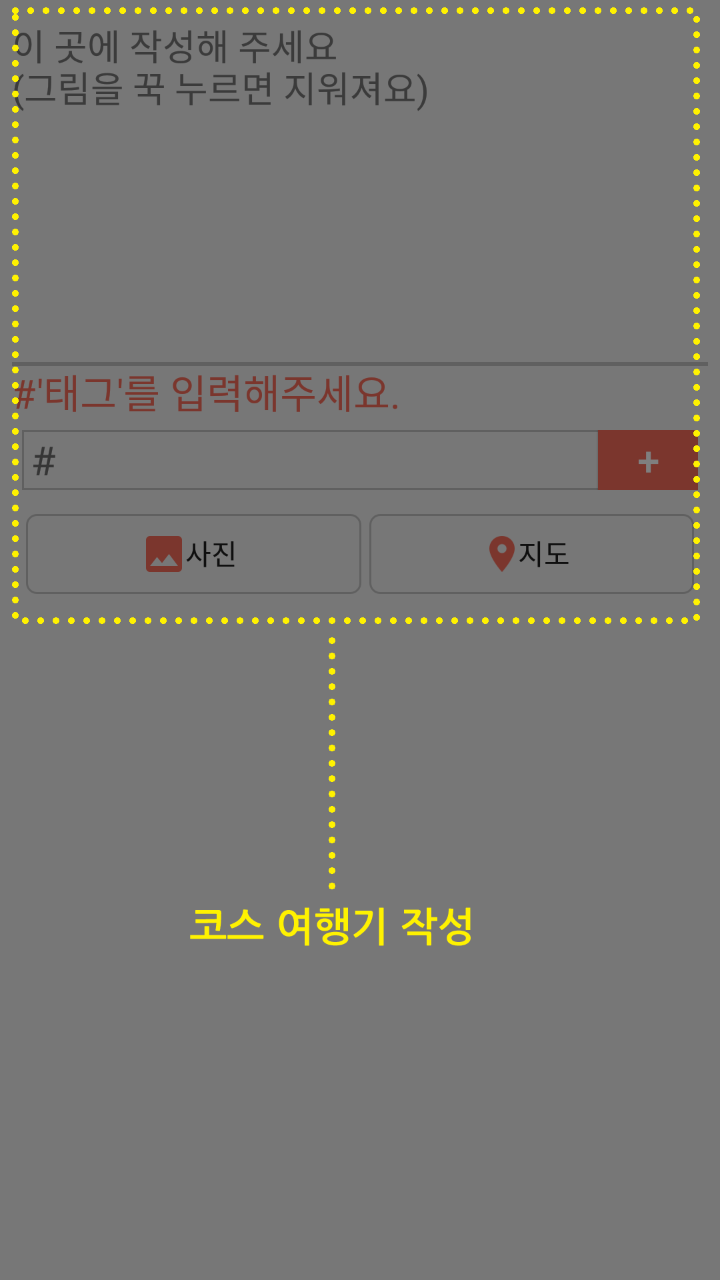 이 곳에 작성해 주세요
(그림을 꾹 누르면 지워져요)
#'태그'를 입력해주세요.
# +
사진 지도
코스 여행기 작성